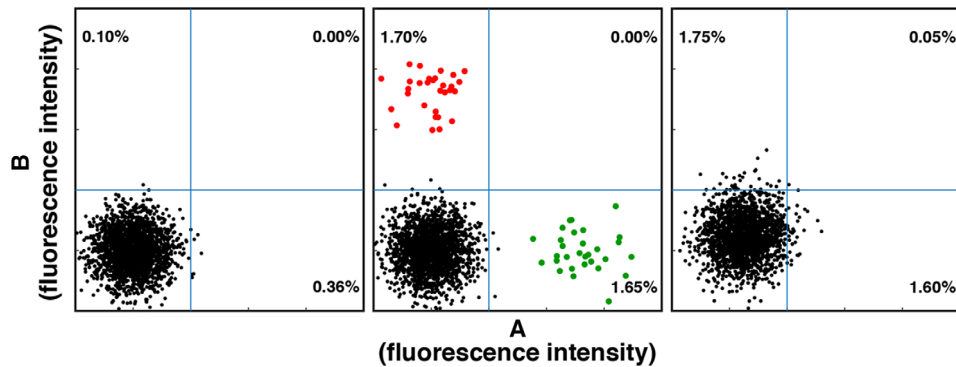 0.10%
0.00%
0.36%
1.70%
0.00%
1.65%
1.75%
0.05%
1.60%
B
(fluorescence intensity)
A
(fluorescence intensity)